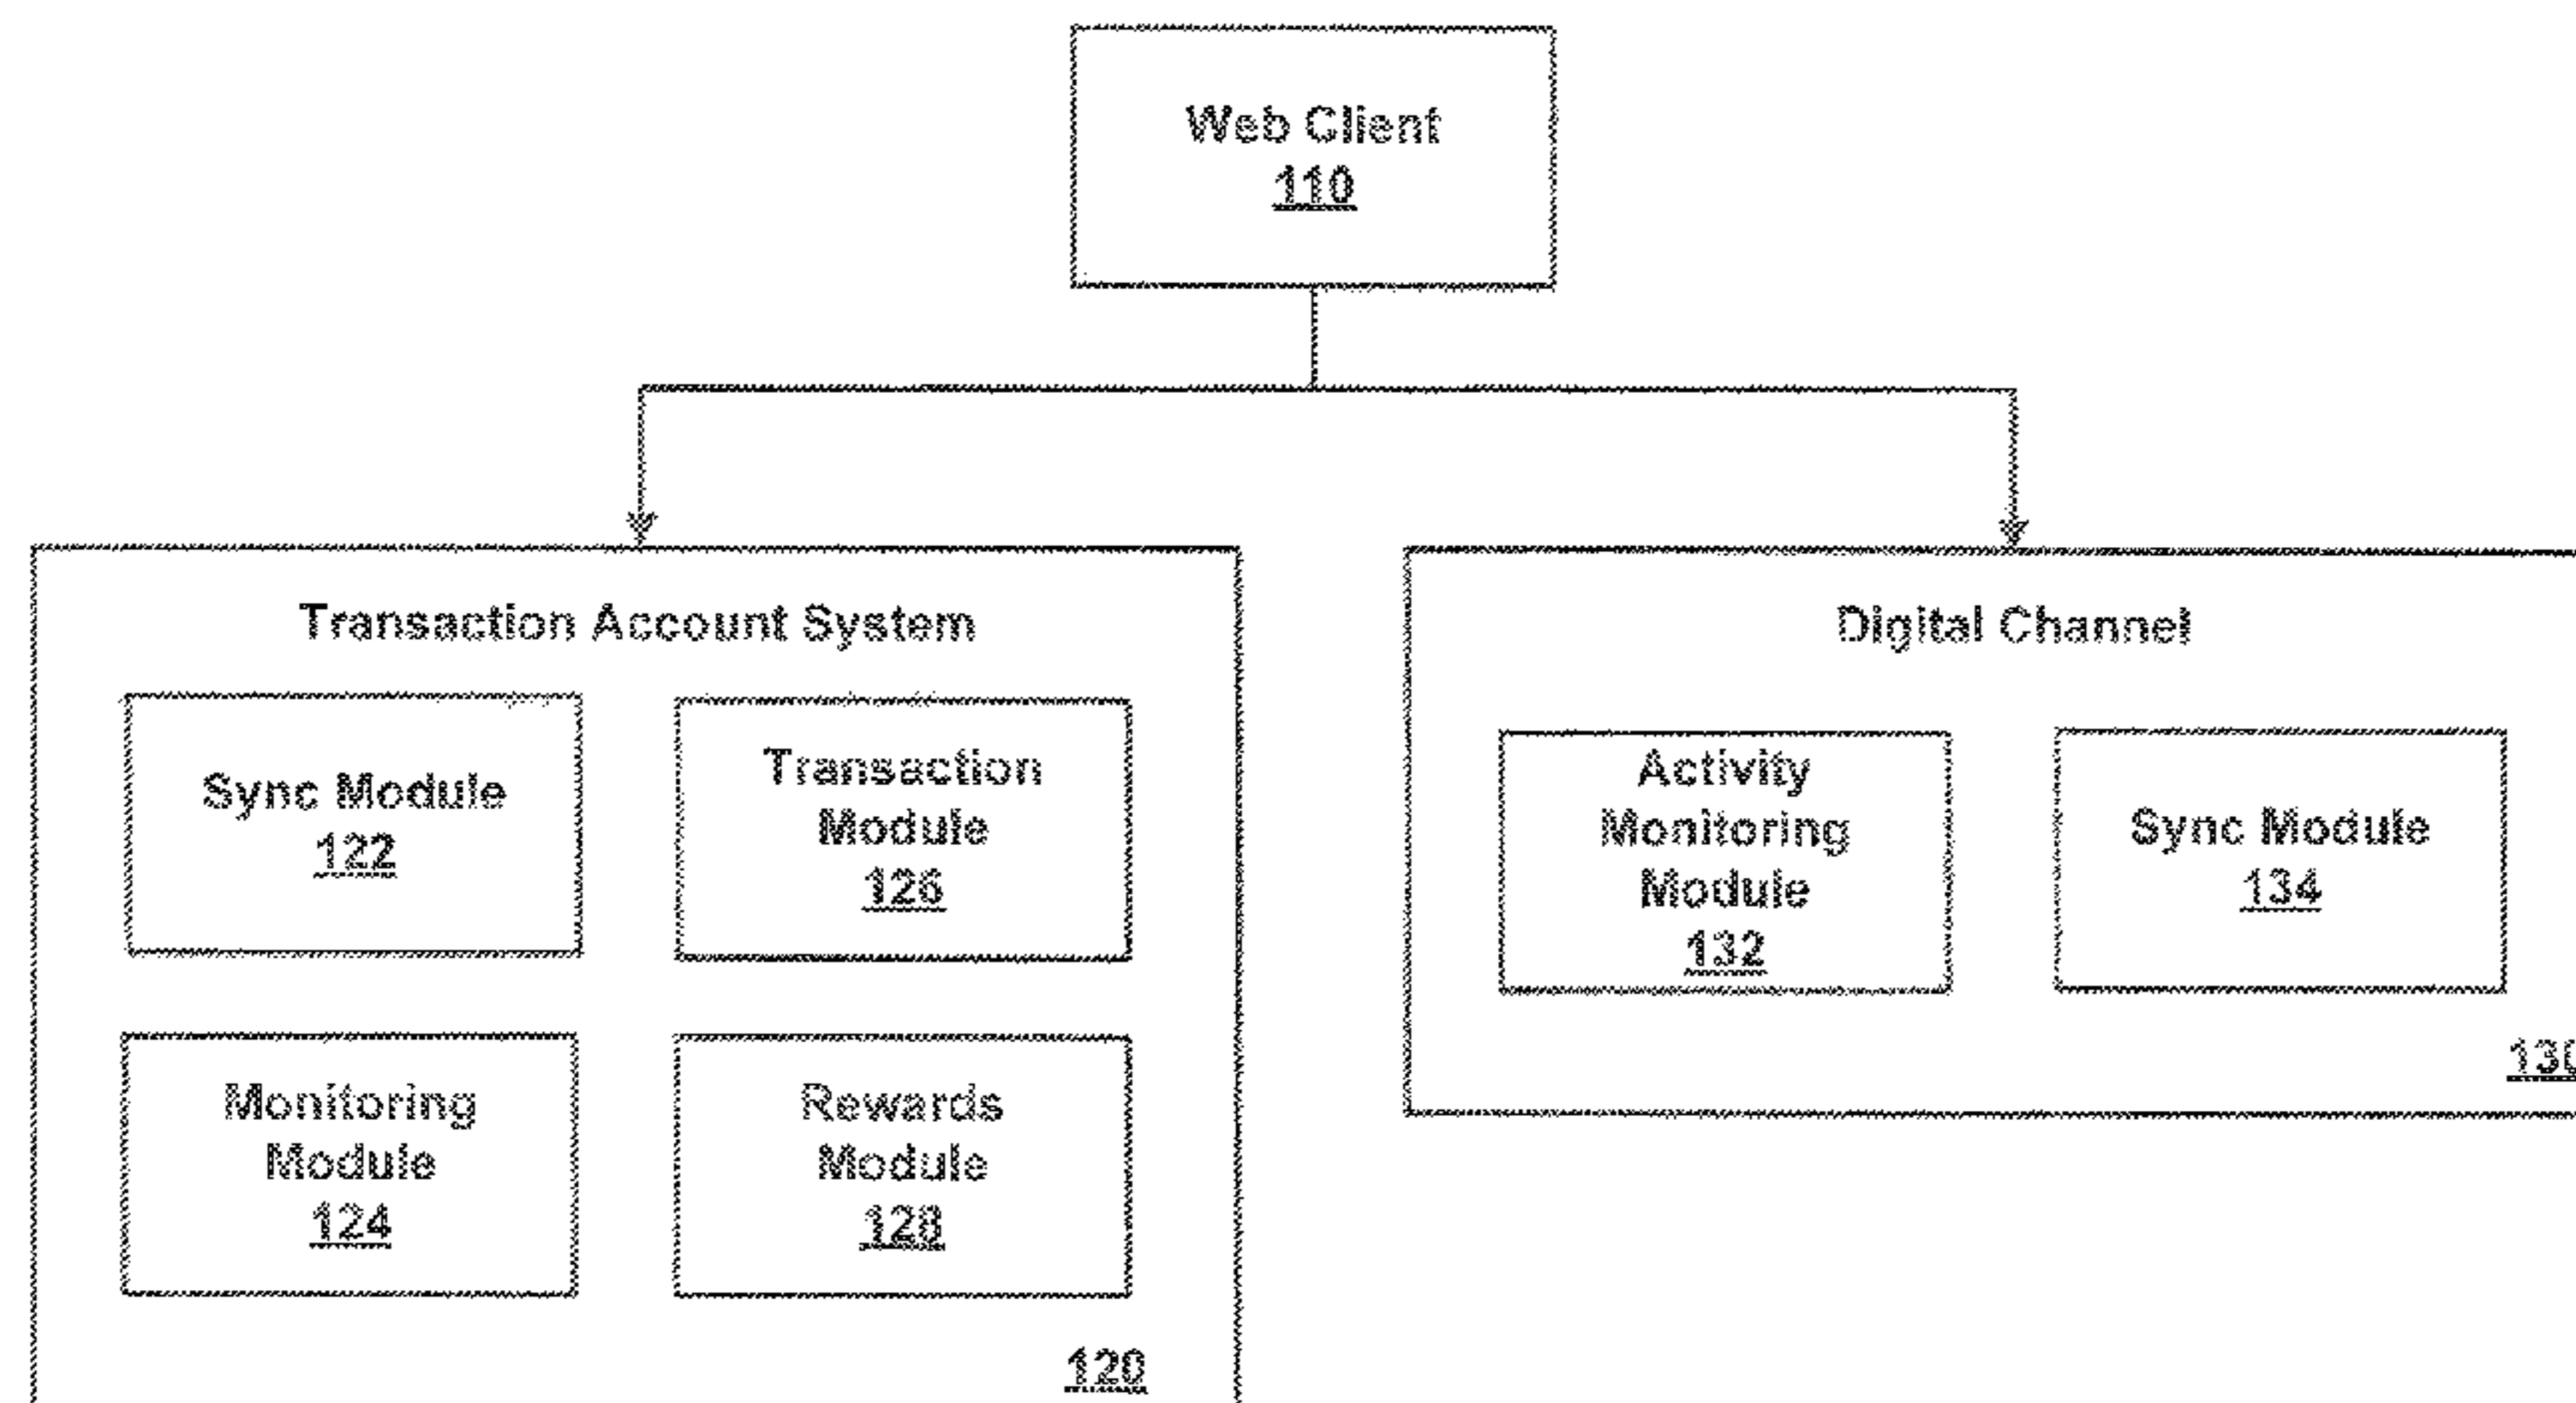 Web Client
110
Transaction Account System
Sync Module
122
Transaction
Module
126
Monitoring
Module
124
Rewards
Module
128
120
Digital Channel
Activity
Monitoring
Module
132
Sync Module
134
130